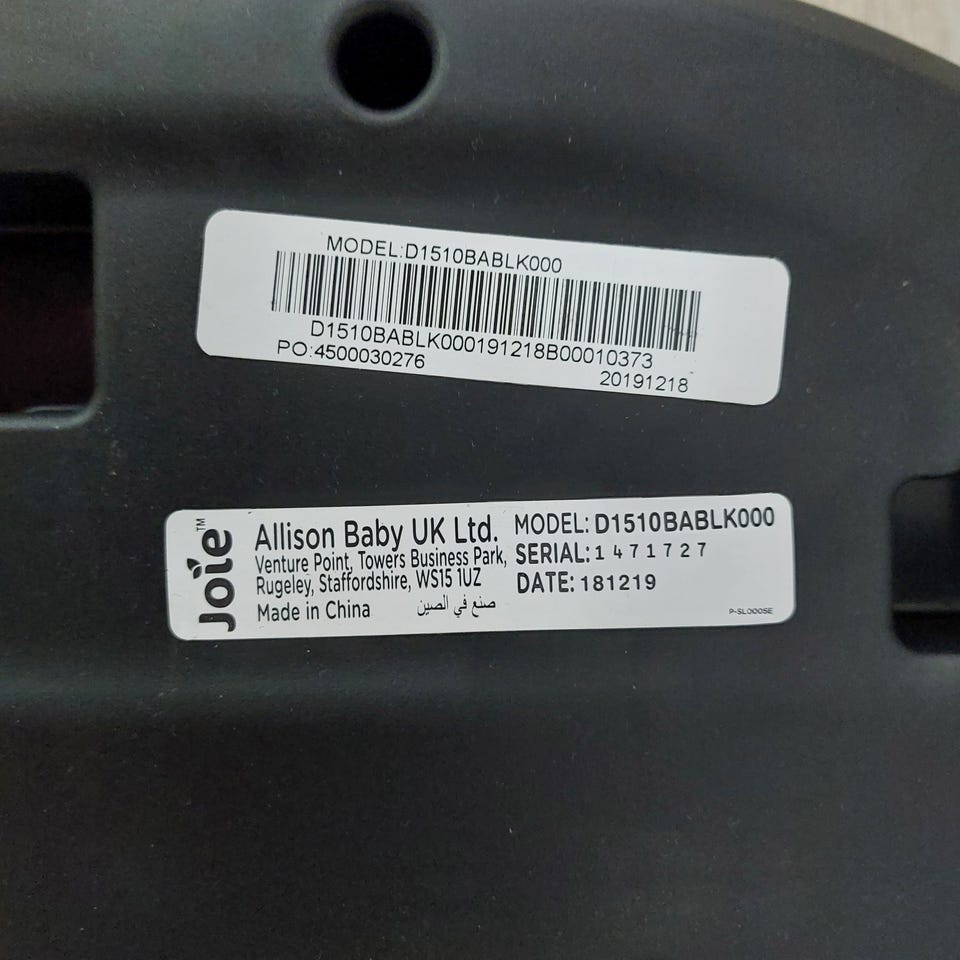 MODEL:D1510BABLK000
D1510BABLK000191218B00010373
PO:4500030276
20191218
Joie™
Allison Baby UK Ltd.
Venture Point, Towers Business Park,
Rugeley, Staffordshire, WS15 1UZ
Made in China صنع في الصين
MODEL: D1510BABLK000
SERIAL: 1471727
DATE: 181219
P-SL0005E